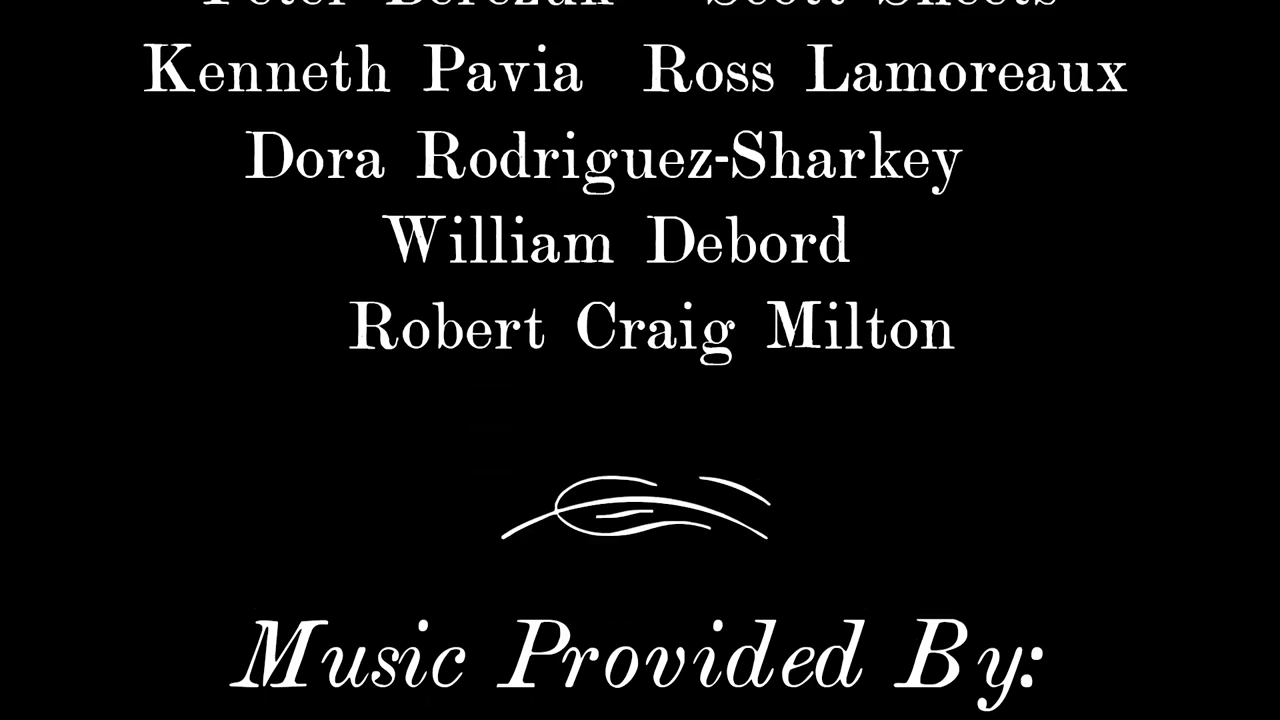 Kenneth Pavia Ross Lamoreaux
Dora Rodriguez-Sharkey
William Debord
Robert Craig Milton
Music Provided By: